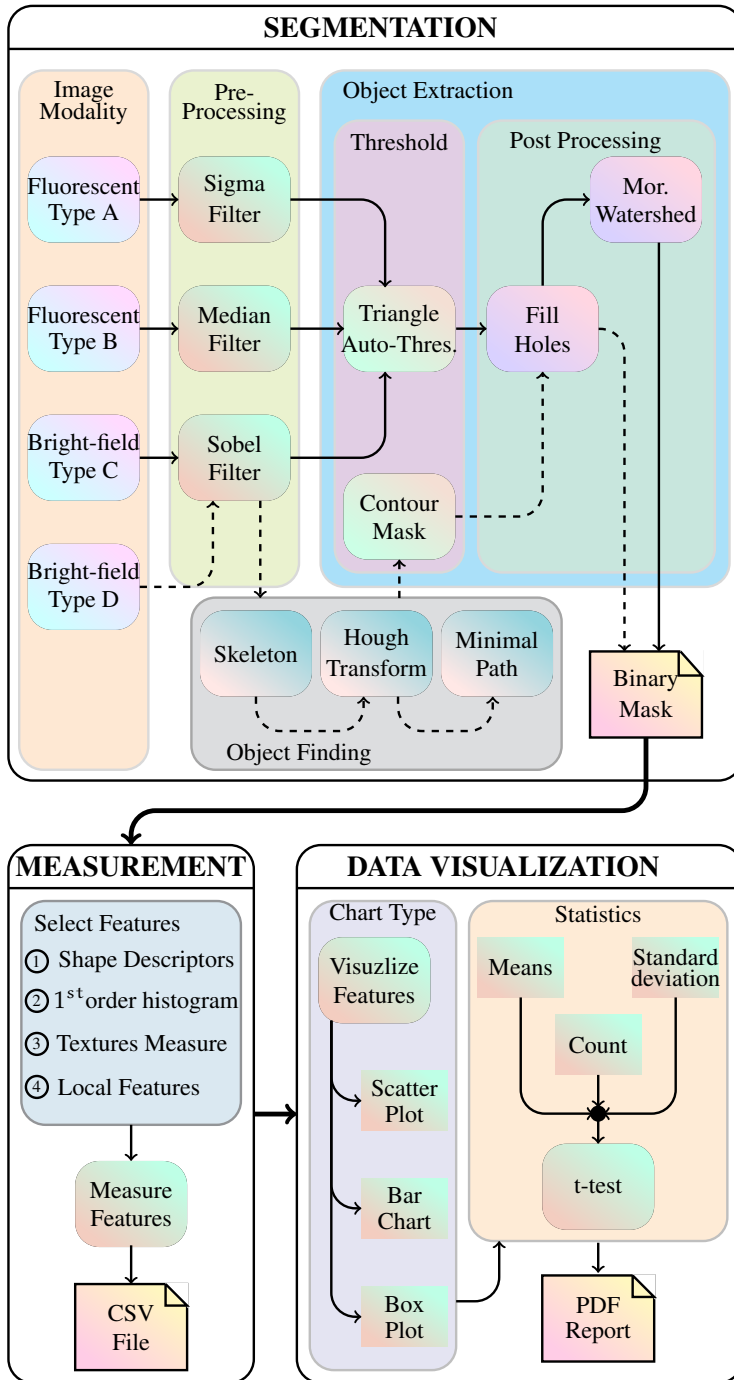 SEGMENTATION
Image
Modality
Pre-
Processing
Object Extraction
Threshold
Post Processing
Fluorescent
Type A
Sigma
Filter
Mor.
Watershed
Fluorescent
Type B
Median
Filter
Triangle
Auto-Thres.
Fill
Holes
Bright-field
Type C
Sobel
Filter
Contour
Mask
Bright-field
Type D
Skeleton
Hough
Transform
Minimal
Path
Object Finding
Binary
Mask
MEASUREMENT
Select Features
1 Shape Descriptors
2 1st order histogram
3 Textures Measure
4 Local Features
Measure
Features
CSV
File
DATA VISUALIZATION
Chart Type
Visuzlize
Features
Scatter
Plot
Bar
Chart
Box
Plot
Statistics
Means
Standard
deviation
Count
t-test
PDF
Report